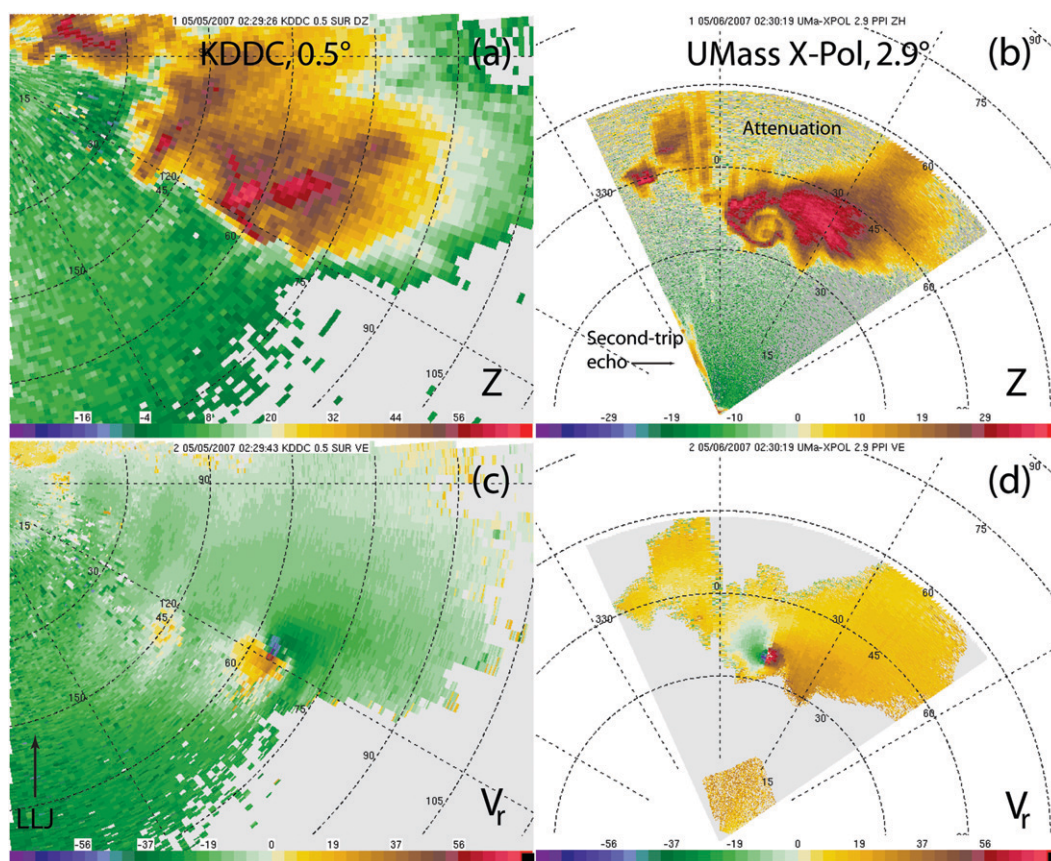 1 05/05/2007 02:29:26 KDDC 0.5 SUR DZ
KDDC, 0.5°
(a)
15
30
45
120
60
75
150
90
105
Z
-16 -4 8 20 32 44 56
1 05/06/2007 02:30:19 UMa-XPOL 2.9 PPI ZH
UMass X-Pol, 2.9°
(b)
90
75
Attenuation
60
0
330
30
45
60
30
Second-trip
echo
15
Z
-29 -19 -10 0 10 19 29
2 05/05/2007 02:29:43 KDDC 0.5 SUR VE
(c)
90
15
30
120
45
60
150
75
90
105
LLJ
Vr
-56 -37 -19 0 19 37 56
2 05/06/2007 02:30:19 UMa-XPOL 2.9 PPI VE
(d)
90
75
60
0
330
30
45
60
30
15
Vr
-56 -37 -19 0 19 37 56